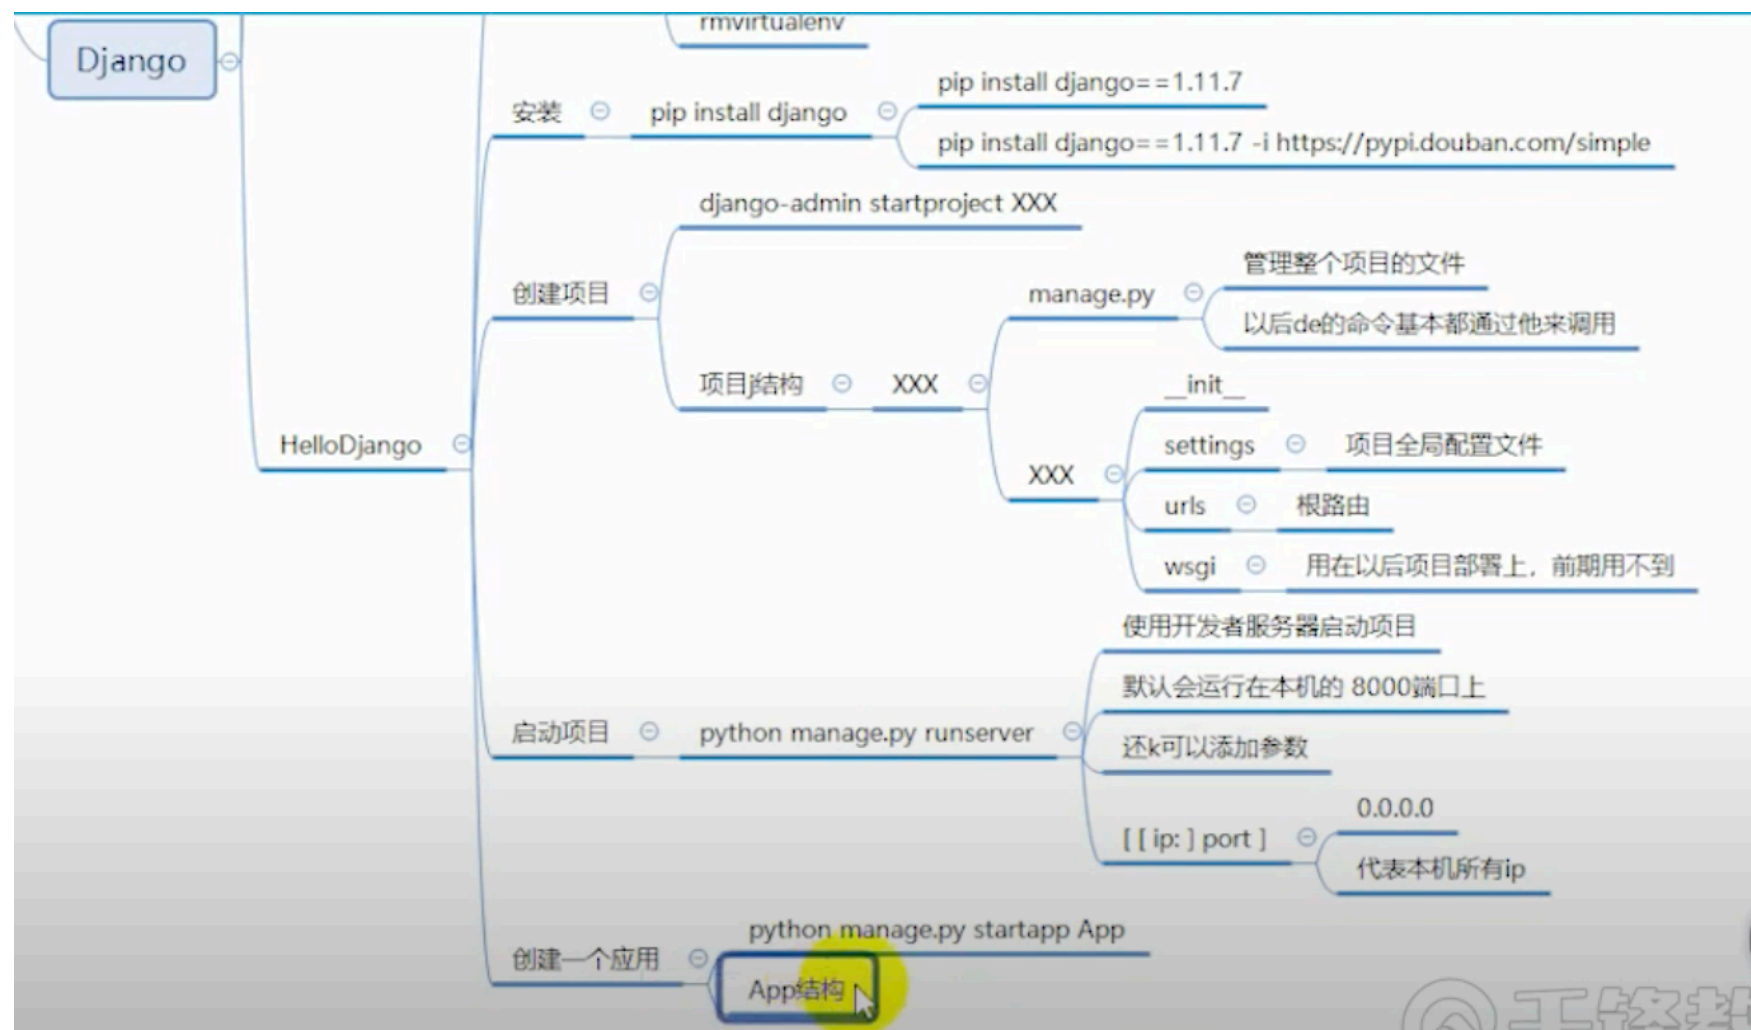 Django
rmvirtualenv
安装
pip install django
pip install django==1.11.7
pip install django==1.11.7 -i https://pypi.douban.com/simple
HelloDjango
创建项目
django-admin startproject XXX
项目j结构
XXX
manage.py
管理整个项目的文件
以后de的命令基本都通过他来调用
XXX
__init__
settings
项目全局配置文件
urls
根路由
wsgi
用在以后项目部署上，前期用不到
启动项目
python manage.py runserver
使用开发者服务器启动项目
默认会运行在本机的 8000端口上
还k可以添加参数
[ [ ip: ] port ]
0.0.0.0
代表本机所有ip
创建一个应用
python manage.py startapp App
App结构